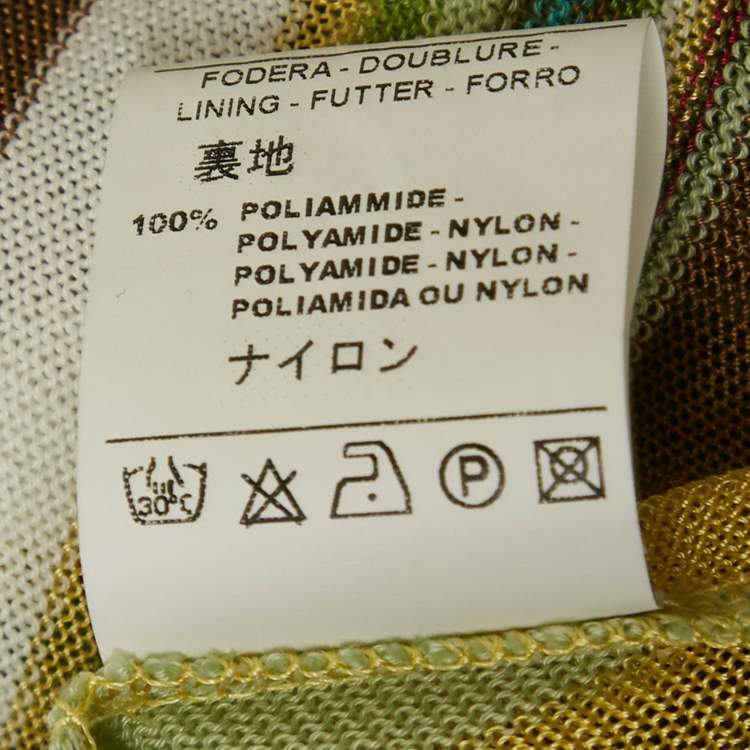 FODERA - DOUBLURE -
LINING - FUTTER - FORRO
裏地
100% POLIAMMIDE -
POLYAMIDE - NYLON -
POLYAMIDE - NYLON -
POLIAMIDA OU NYLON
ナイロン
30°C P